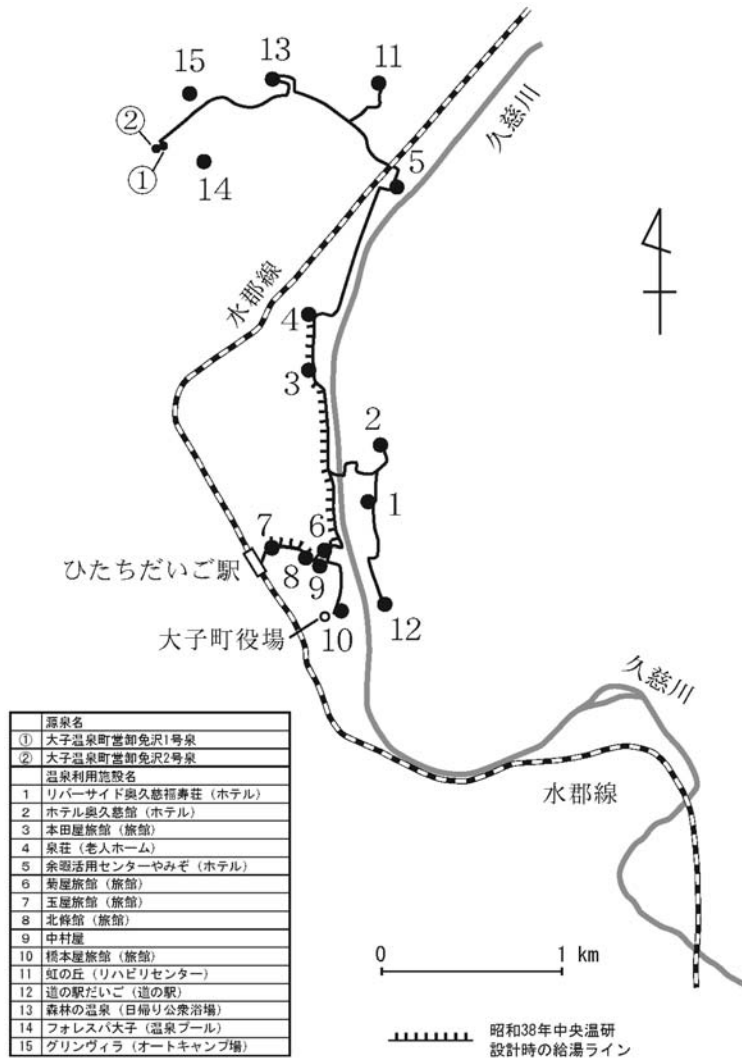 13
15
11
②
久慈川
①
5
14
水郡線
4
3
2
1
7
6
ひたちだいご駅
8
9
大子町役場
10
12
久慈川
水郡線
源泉名
① 大子温泉町営卸免沢1号泉
② 大子温泉町営卸免沢2号泉
温泉利用施設名
1 リバーサイド奥久慈福寿荘（ホテル）
2 ホテル奥久慈館（ホテル）
3 本田屋旅館（旅館）
4 泉荘（老人ホーム）
5 余暇活用センターやみぞ（ホテル）
6 菊屋旅館（旅館）
7 玉屋旅館（旅館）
8 北條館（旅館）
9 中村屋
10 橋本屋旅館（旅館）
11 虹の丘（リハビリセンター）
12 道の駅だいご（道の駅）
13 森林の温泉（日帰り公衆浴場）
14 フォレスパ大子（温泉プール）
15 グリンヴィラ（オートキャンプ場）
0 1 km
昭和38年中央温研
設計時の給湯ライン